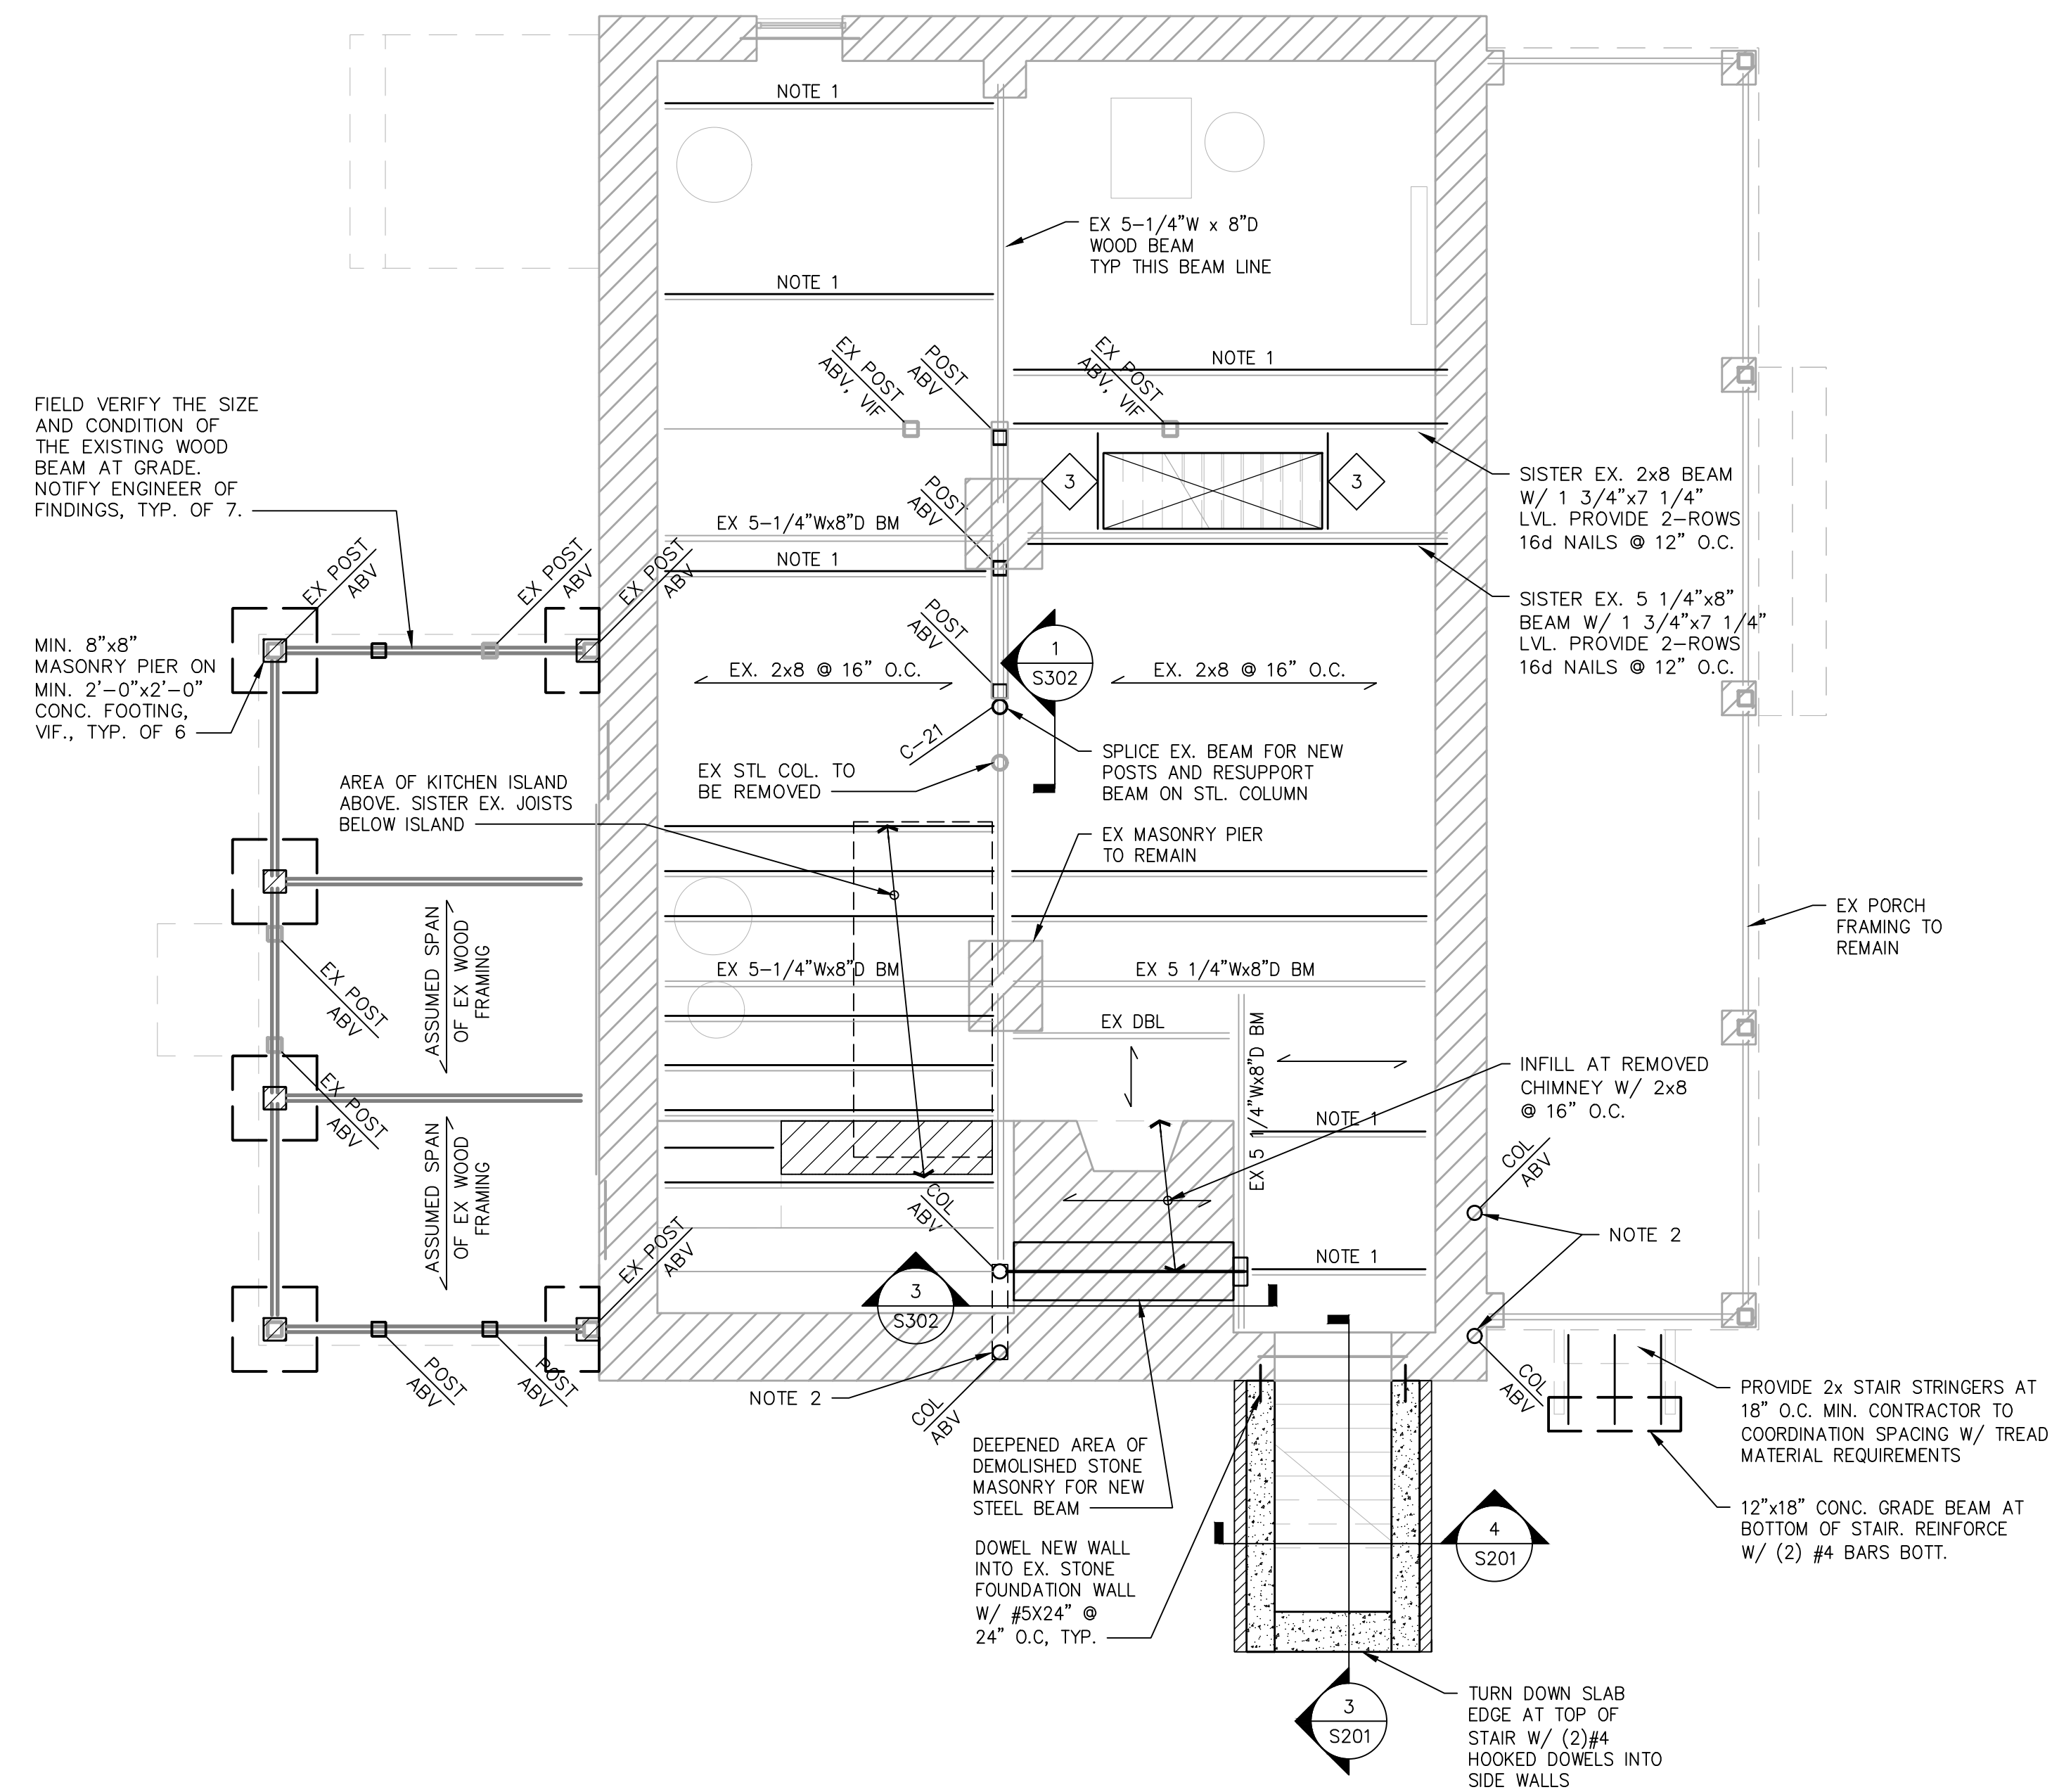 NOTE 1
EX 5-1/4"W x 8"D
WOOD BEAM
TYP THIS BEAM LINE
NOTE 1
EX POST
ABV, VIF
POST
ABV
EX POST
ABV, VIF
NOTE 1
FIELD VERIFY THE SIZE
AND CONDITION OF
THE EXISTING WOOD
BEAM AT GRADE.
NOTIFY ENGINEER OF
FINDINGS, TYP. OF 7.
3
3
SISTER EX. 2x8 BEAM
W/ 1 3/4"x7 1/4"
LVL. PROVIDE 2-ROWS
16d NAILS @ 12" O.C.
POST
ABV
EX 5-1/4"Wx8"D BM
NOTE 1
EX POST
ABV
EX POST
ABV
EX POST
ABV
SISTER EX. 5 1/4"x8"
BEAM W/ 1 3/4"x7 1/4"
LVL. PROVIDE 2-ROWS
16d NAILS @ 12" O.C.
MIN. 8"x8"
MASONRY PIER ON
MIN. 2'-0"x2'-0"
CONC. FOOTING,
VIF., TYP. OF 6
POST
ABV
1
S302
EX. 2x8 @ 16" O.C.
EX. 2x8 @ 16" O.C.
C-21
SPLICE EX. BEAM FOR NEW
POSTS AND RESUPPORT
BEAM ON STL. COLUMN
EX STL COL. TO
BE REMOVED
AREA OF KITCHEN ISLAND
ABOVE. SISTER EX. JOISTS
BELOW ISLAND
EX MASONRY PIER
TO REMAIN
EX PORCH
FRAMING TO
REMAIN
ASSUMED SPAN
OF EX WOOD
FRAMING
EX POST
ABV
EX 5-1/4"Wx8"D BM
EX 5 1/4"Wx8"D BM
EX DBL
EX 5 1/4"Wx8"D BM
INFILL AT REMOVED
CHIMNEY W/ 2x8
@ 16" O.C.
EX POST
ABV
NOTE 1
ASSUMED SPAN
OF EX WOOD
FRAMING
COL
ABV
COL
ABV
NOTE 2
EX POST
ABV
NOTE 1
3
S302
POST
ABV
POST
ABV
NOTE 2
COL
ABV
COL
ABV
PROVIDE 2x STAIR STRINGERS AT
18" O.C. MIN. CONTRACTOR TO
COORDINATION SPACING W/ TREAD
MATERIAL REQUIREMENTS
DEEPENED AREA OF
DEMOLISHED STONE
MASONRY FOR NEW
STEEL BEAM
12"x18" CONC. GRADE BEAM AT
BOTTOM OF STAIR. REINFORCE
W/ (2) #4 BARS BOTT.
4
S201
DOWEL NEW WALL
INTO EX. STONE
FOUNDATION WALL
W/ #5X24" @
24" O.C, TYP.
3
S201
TURN DOWN SLAB
EDGE AT TOP OF
STAIR W/ (2)#4
HOOKED DOWELS INTO
SIDE WALLS